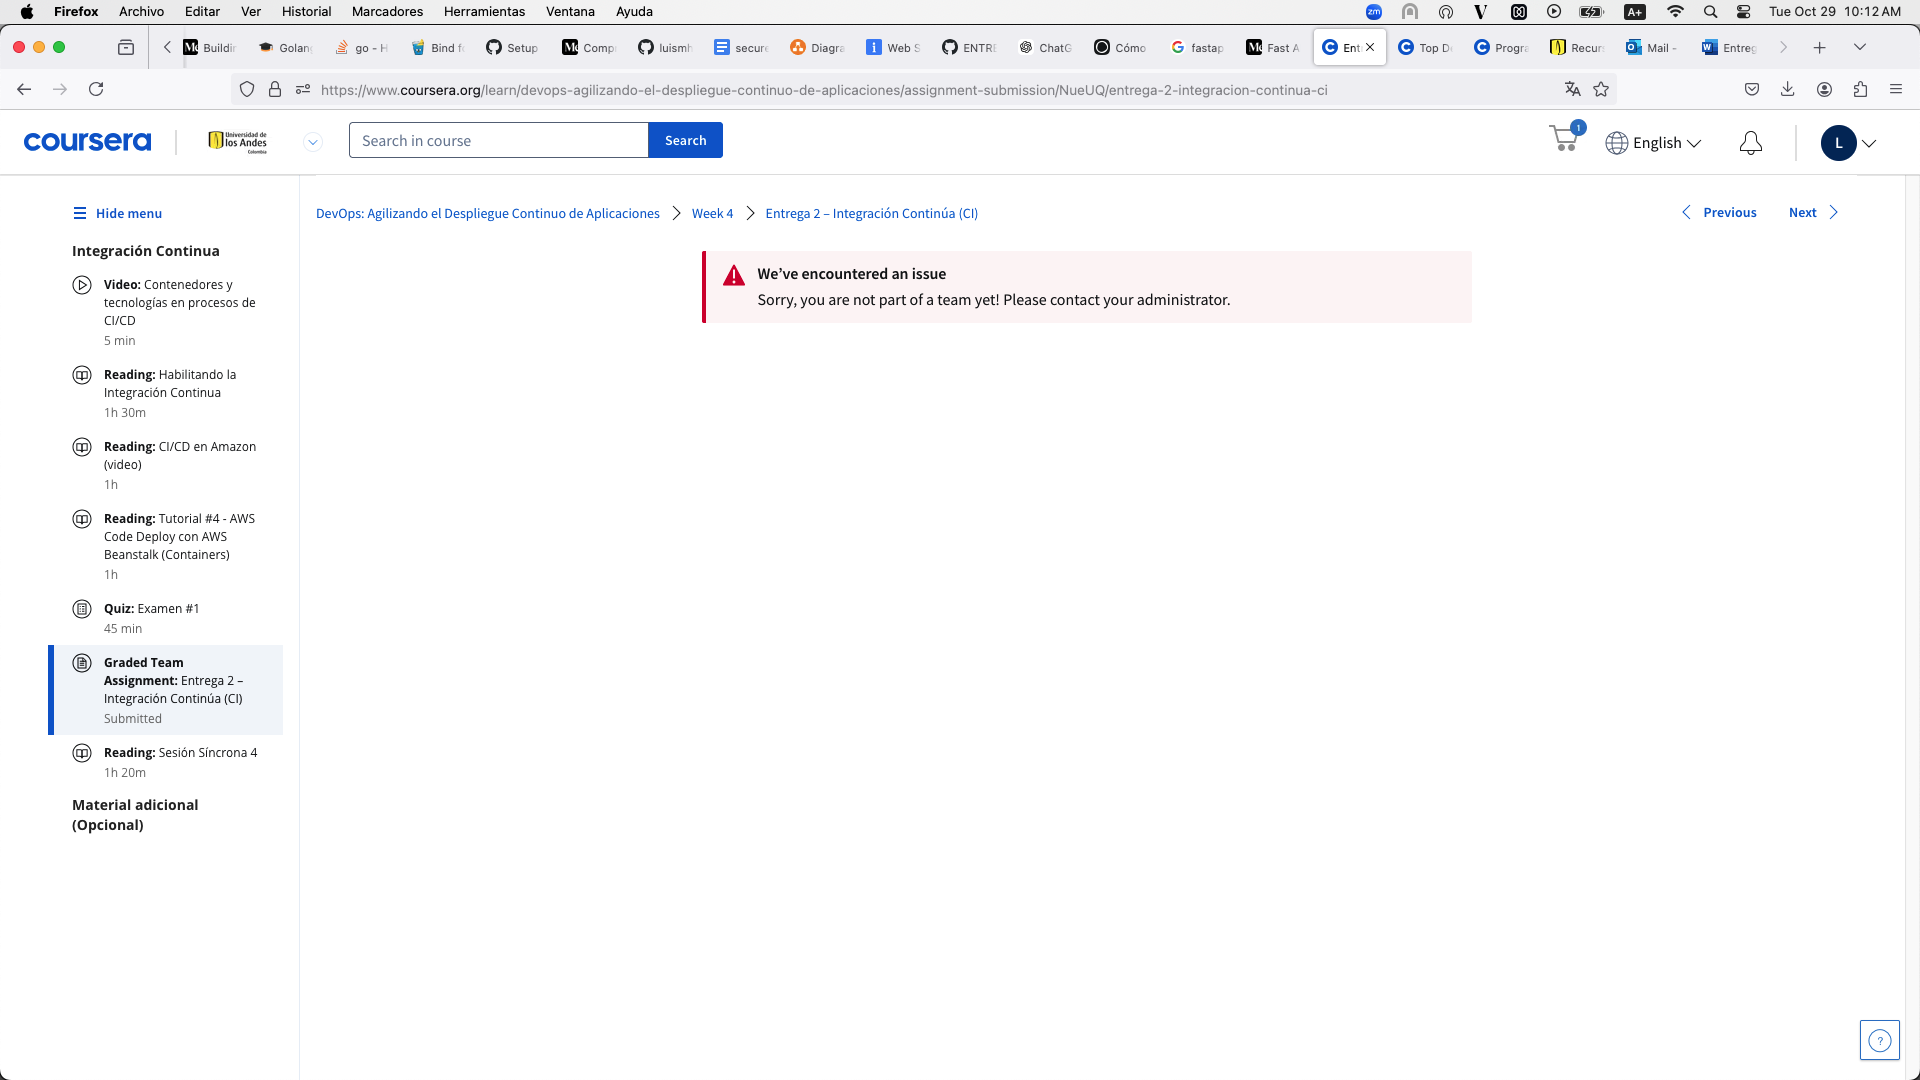 Firefox Archivo Editar Ver Historial Marcadores Herramientas Ventana Ayuda
zm A+ Tue Oct 29 10:12 AM
Buildin Golang go - H Bind f Setup Comp luismh secure Diagra Web S ENTRE ChatG Cómo fastap Fast A Ent Top D Progra Recur Mail - Entreg
https://www.coursera.org/learn/devops-agilizando-el-despliegue-continuo-de-aplicaciones/assignment-submission/NueUQ/entrega-2-integracion-continua-ci
coursera
Universidad de
los Andes
Colombia
Search in course
Search
1
English
L
Hide menu
DevOps: Agilizando el Despliegue Continuo de Aplicaciones
Week 4
Entrega 2 – Integración Continúa (CI)
Previous
Next
Integración Continua
Video: Contenedores y
tecnologías en procesos de
CI/CD
5 min
Reading: Habilitando la
Integración Continua
1h 30m
Reading: CI/CD en Amazon
(video)
1h
Reading: Tutorial #4 - AWS
Code Deploy con AWS
Beanstalk (Containers)
1h
Quiz: Examen #1
45 min
Graded Team
Assignment: Entrega 2 –
Integración Continúa (CI)
Submitted
Reading: Sesión Síncrona 4
1h 20m
Material adicional
(Opcional)
We’ve encountered an issue
Sorry, you are not part of a team yet! Please contact your administrator.
?